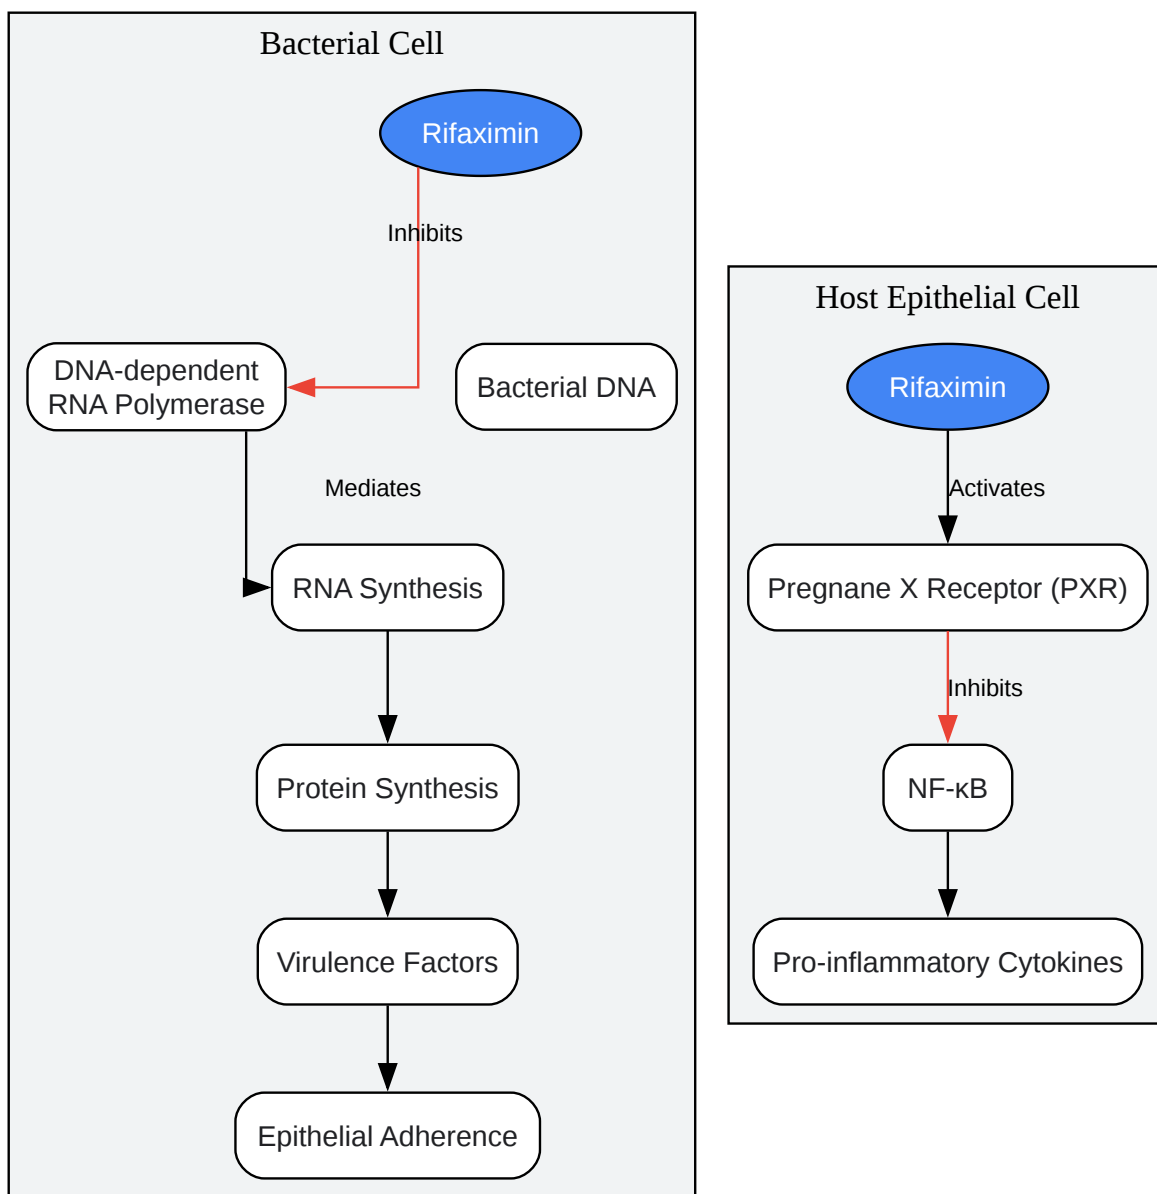 Bacterial Cell
Rifaximin
Inhibits
DNA-dependent
RNA Polymerase
Bacterial DNA
Mediates
RNA Synthesis
Protein Synthesis
Virulence Factors
Epithelial Adherence
Host Epithelial Cell
Rifaximin
Activates
Pregnane X Receptor (PXR)
Inhibits
NF-κB
Pro-inflammatory Cytokines